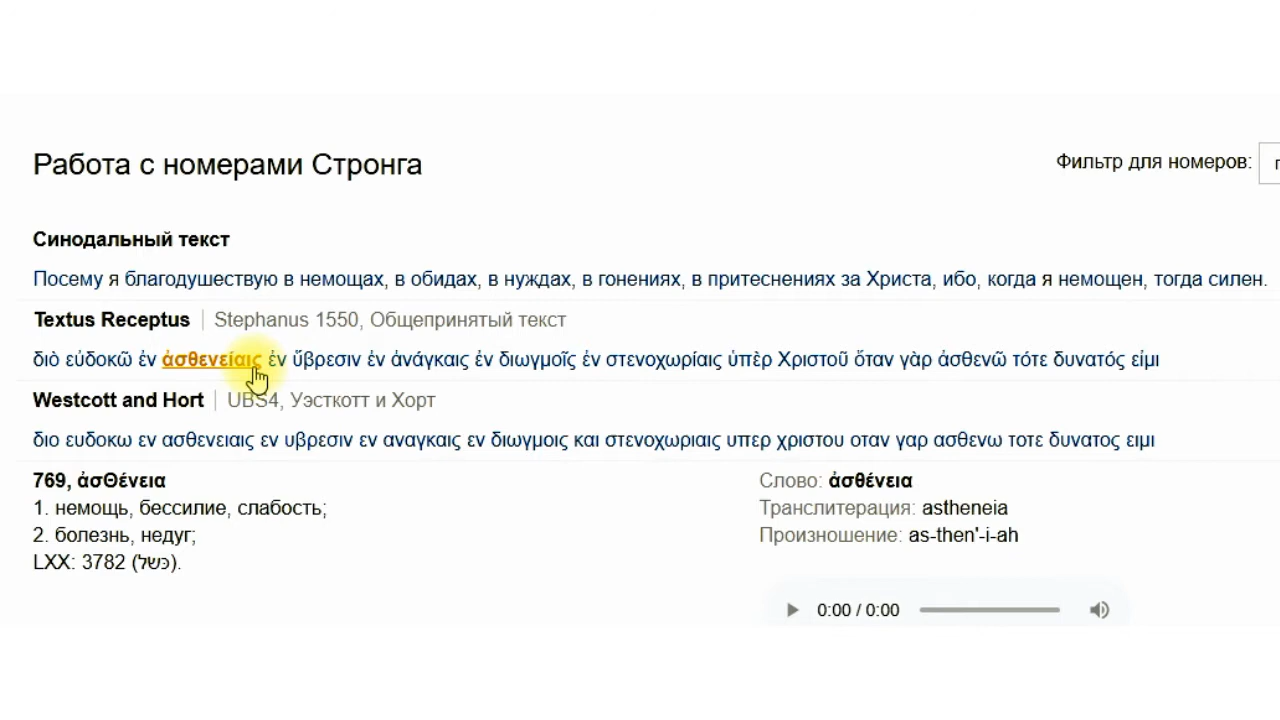 Работа с номерами Стронга
Фильтр для номеров:
Синодальный текст
Посему я благодушествую в немощах, в обидах, в нуждах, в гонениях, в притеснениях за Христа, ибо, когда я немощен, тогда силен.
Textus Receptus | Stephanus 1550, Общепринятый текст
διὸ εὐδοκῶ ἐν ἀσθενείαις ἐν ὕβρεσιν ἐν ἀνάγκαις ἐν διωγμοῖς ἐν στενοχωρίαις ὑπὲρ Χριστοῦ ὅταν γὰρ ἀσθενῶ τότε δυνατός εἰμι
Westcott and Hort | UBS4, Уэсткотт и Хорт
διο ευδοκω εν ασθενειαις εν υβρεσιν εν αναγκαις εν διωγμοις και στενοχωριαις υπερ χριστου οταν γαρ ασθενω τοτε δυνατος ειμι
769, ἀσΘένεια
1. немощь, бессилие, слабость;
2. болезнь, недуг;
LXX: 3782 (כּשׂל).
Слово: ἀσθένεια
Транслитерация: astheneia
Произношение: as-then'-i-ah
0:00 / 0:00